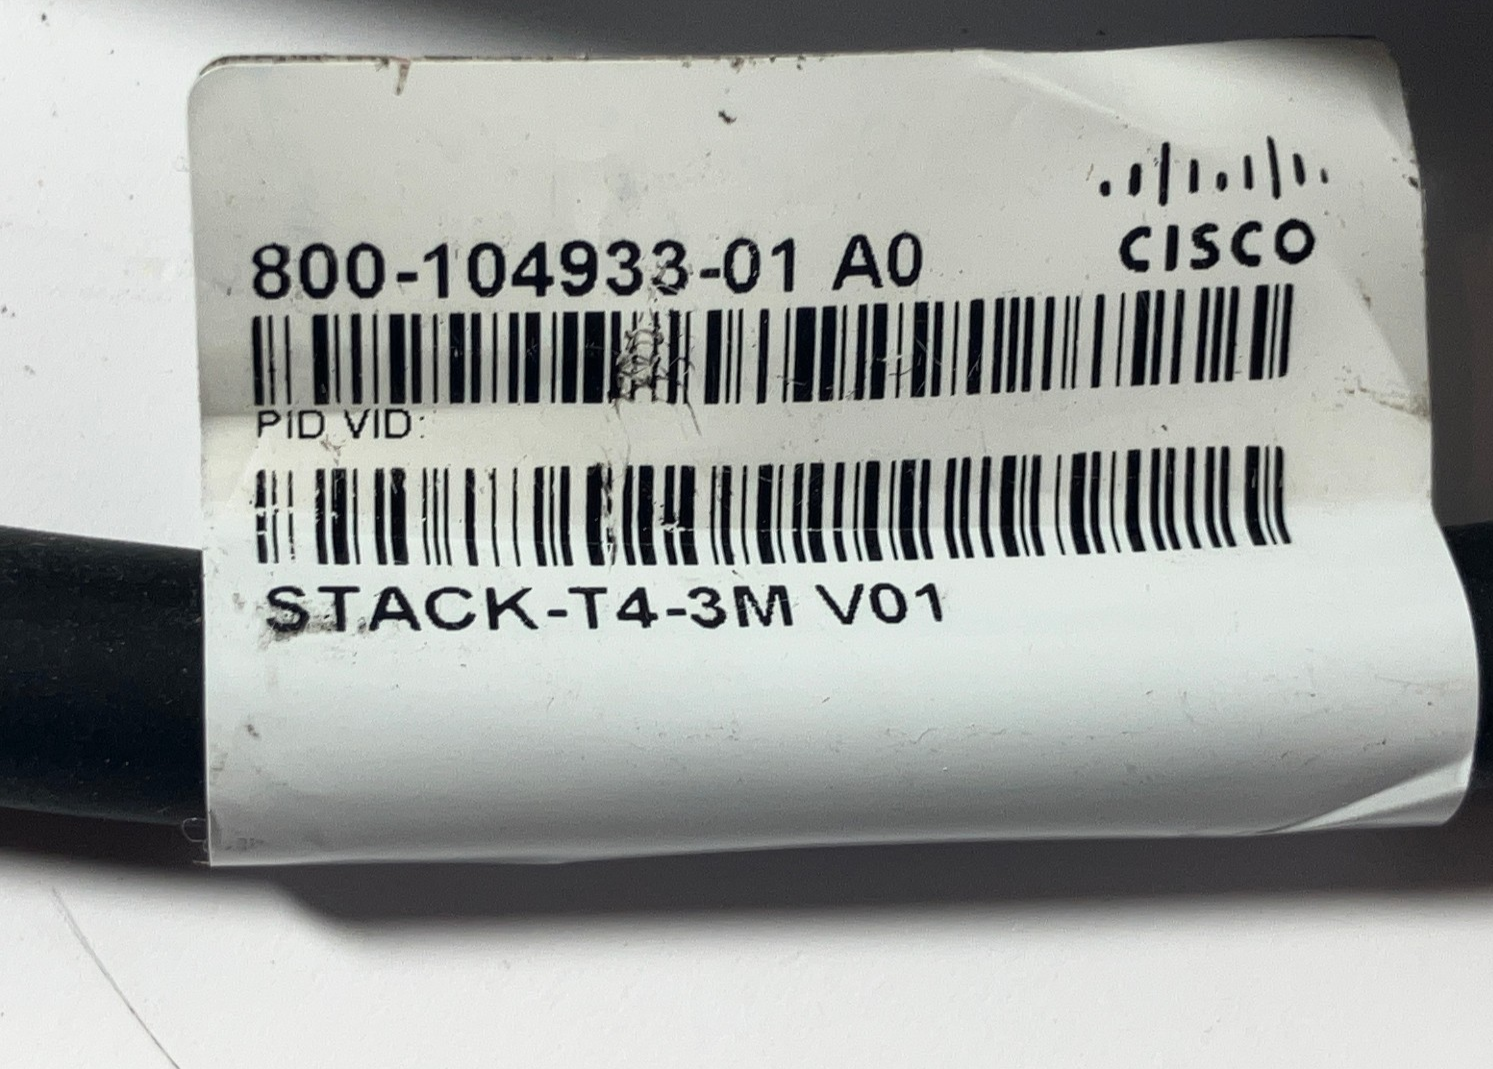 CISCO
800-104933-01 A0
PID VID:
STACK-T4-3M V01